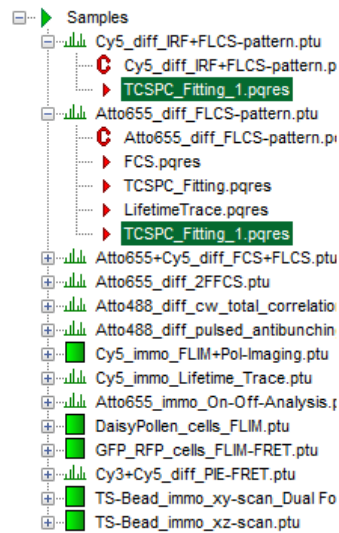 Samples
Cy5_diff_IRF+FLCS-pattern.ptu
Cy5_diff_IRF+FLCS-pattern.p
TCSPC_Fitting_1.pqres
Atto655_diff_FLCS-pattern.ptu
Atto655_diff_FLCS-pattern.p
FCS.pqres
TCSPC_Fitting.pqres
LifetimeTrace.pqres
TCSPC_Fitting_1.pqres
Atto655+Cy5_diff_FCS+FLCS.ptu
Atto655_diff_2FFCS.ptu
Atto488_diff_cw_total_correlatio
Atto488_diff_pulsed_antibunchin
Cy5_immo_FLIM+Pol-Imaging.ptu
Cy5_immo_Lifetime_Trace.ptu
Atto655_immo_On-Off-Analysis.p
DaisyPollen_cells_FLIM.ptu
GFP_RFP_cells_FLIM-FRET.ptu
Cy3+Cy5_diff_PIE-FRET.ptu
TS-Bead_immo_xy-scan_Dual Fo
TS-Bead_immo_xz-scan.ptu